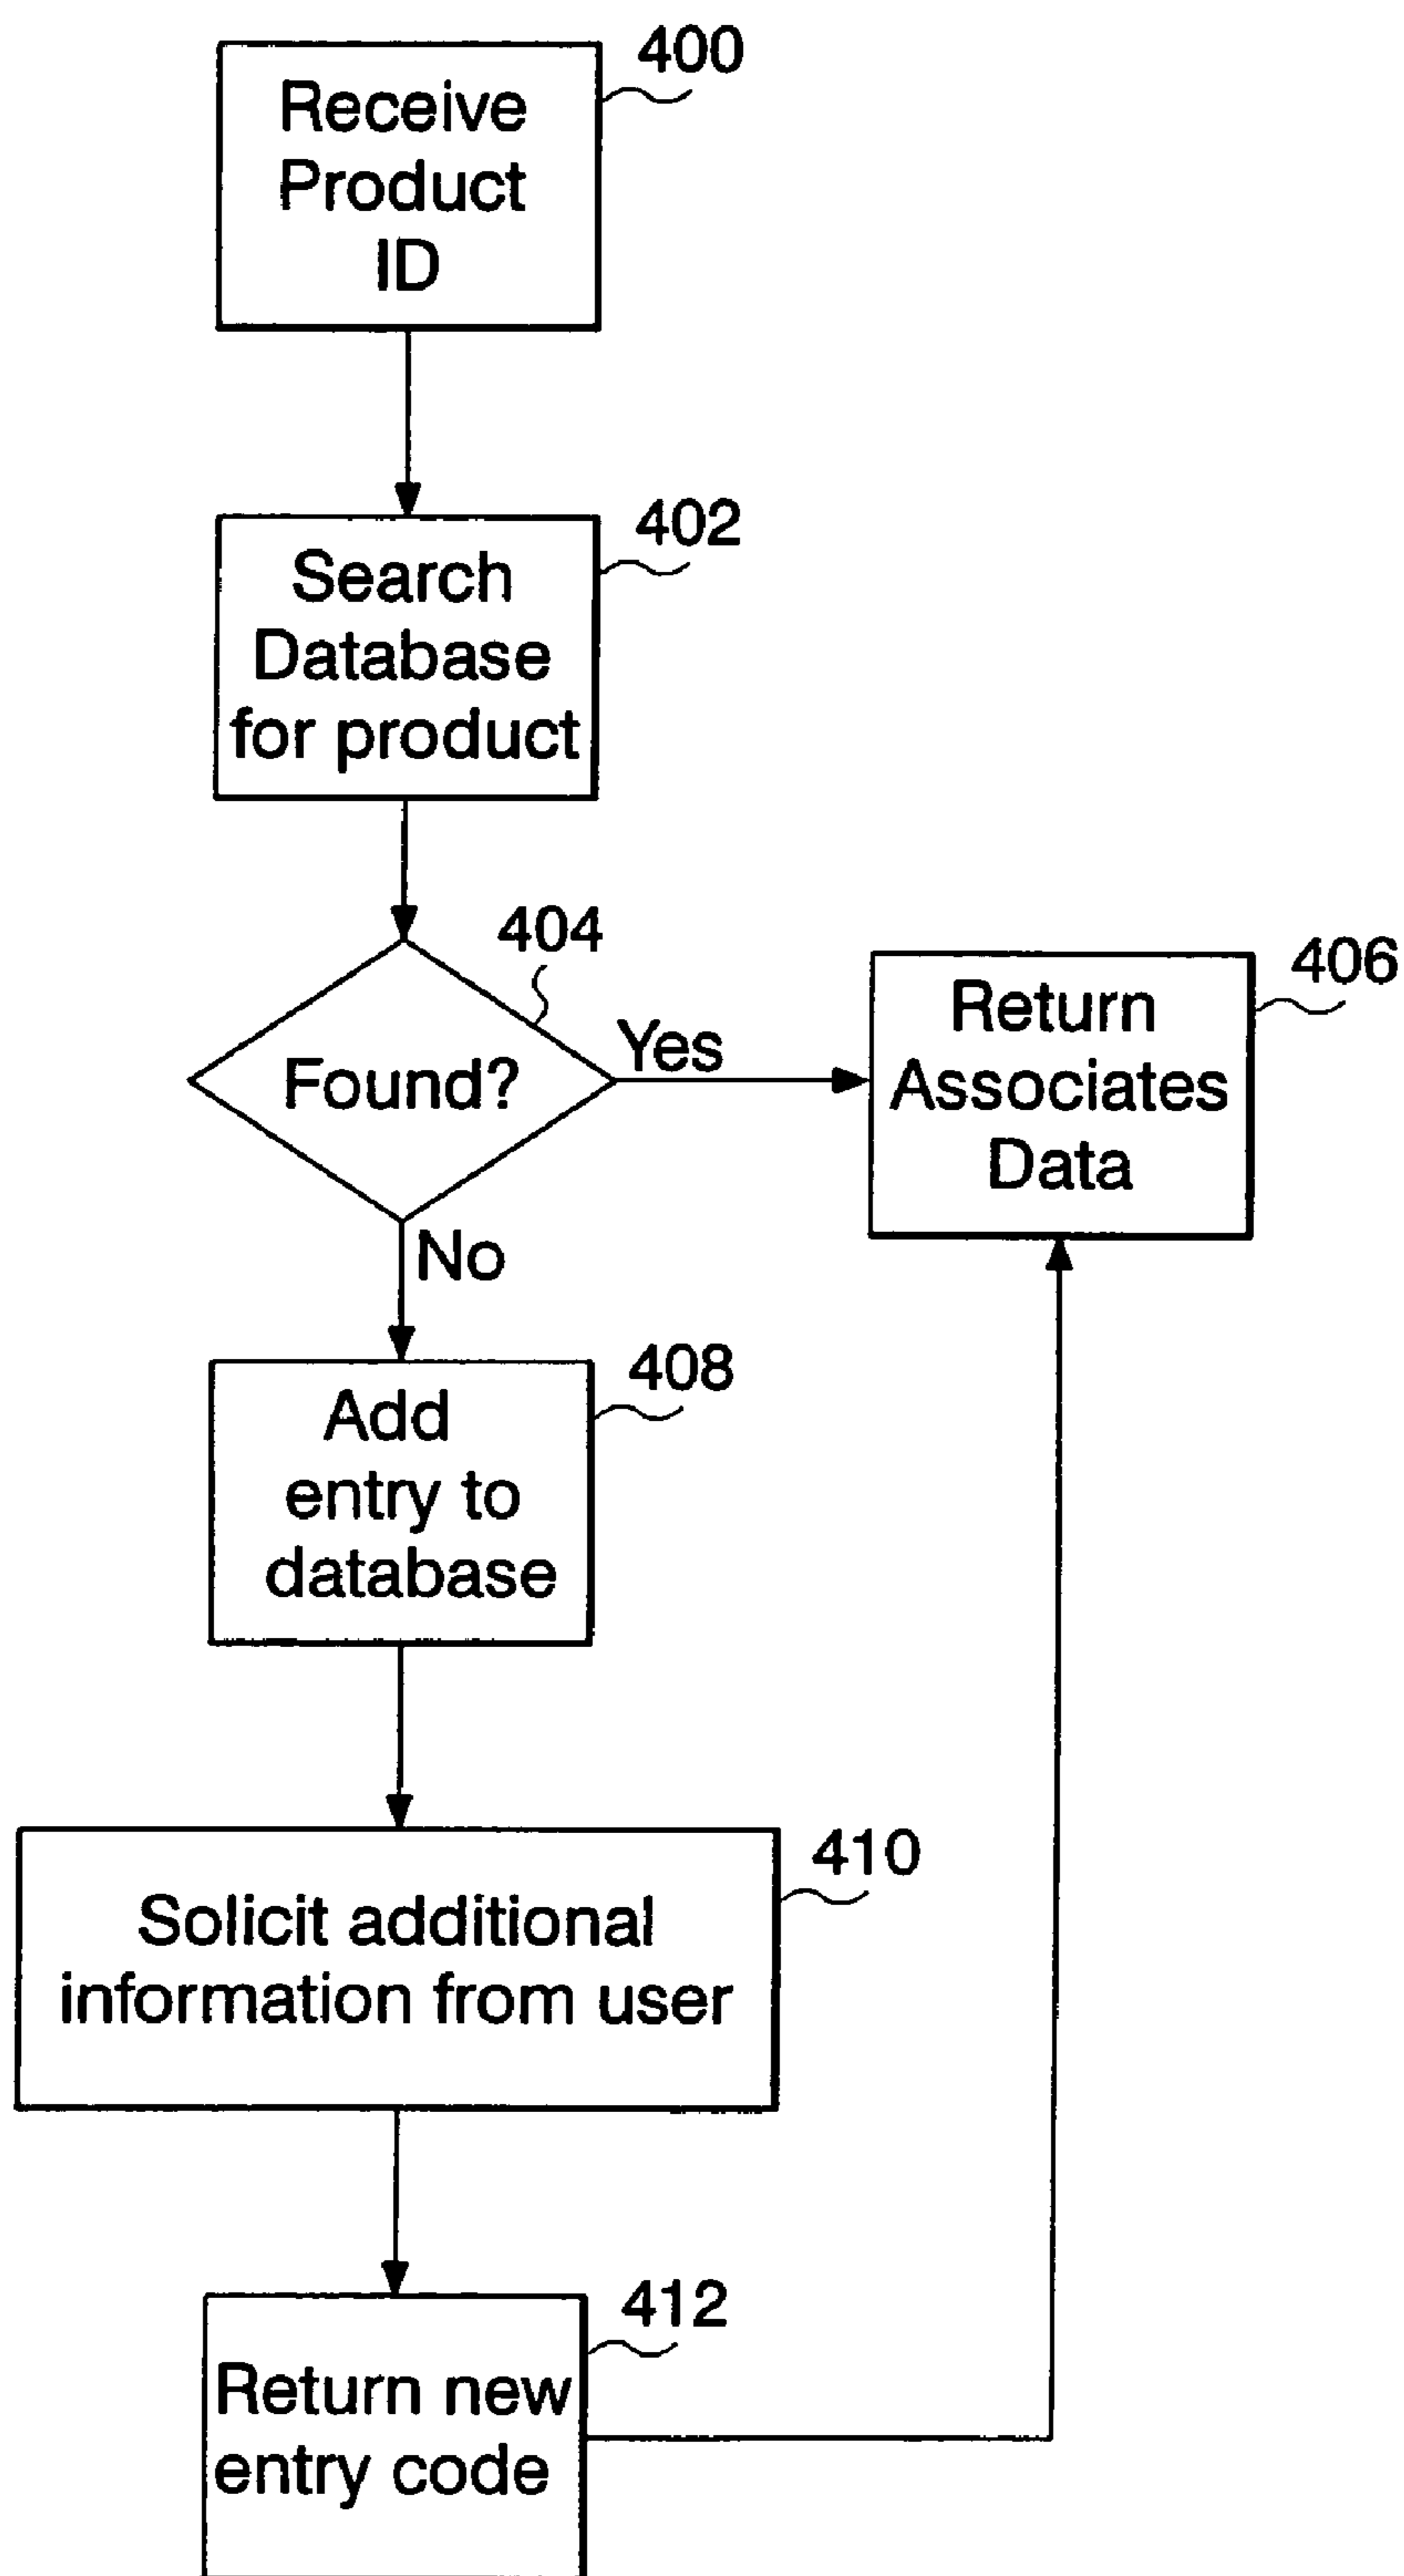 400
Receive
Product
ID
402
Search
Database
for product
404
Found?
Yes
406
Return
Associates
Data
No
408
Add
entry to
database
410
Solicit additional
information from user
412
Return new
entry code